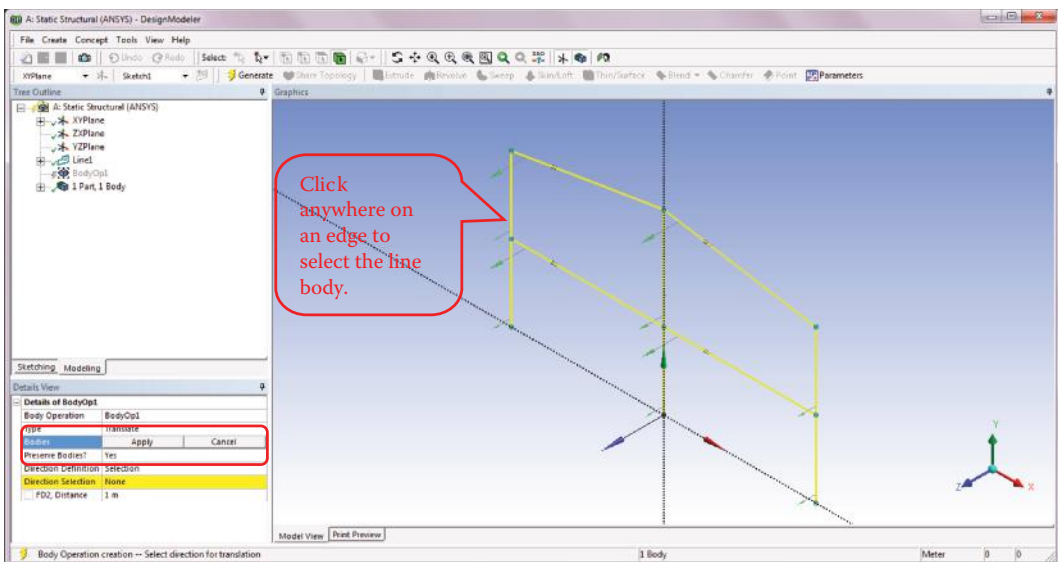 A: Static Structural (ANSYS) - DesignModeler
File Create Concept Tools View Help
Undo Redo Select:
XYPlane Sketch1 Generate Share Topology Extrude Revolve Sweep Skin/Loft Thin/Surface Blend Chamfer Point Parameters
Tree Outline
Graphics
A: Static Structural (ANSYS)
XYPlane
ZXPlane
YZPlane
Line1
BodyOp1
1 Part, 1 Body
Click
anywhere on
an edge to
select the line
body.
Sketching Modeling
Details View
Details of BodyOp1
Body Operation BodyOp1
Type Translate
Bodies Apply Cancel
Preserve Bodies? Yes
Direction Definition Selection
Direction Selection None
FD2, Distance 1 m
Y
Z
X
Model View Print Preview
Body Operation creation -- Select direction for translation 1 Body Meter 0 0